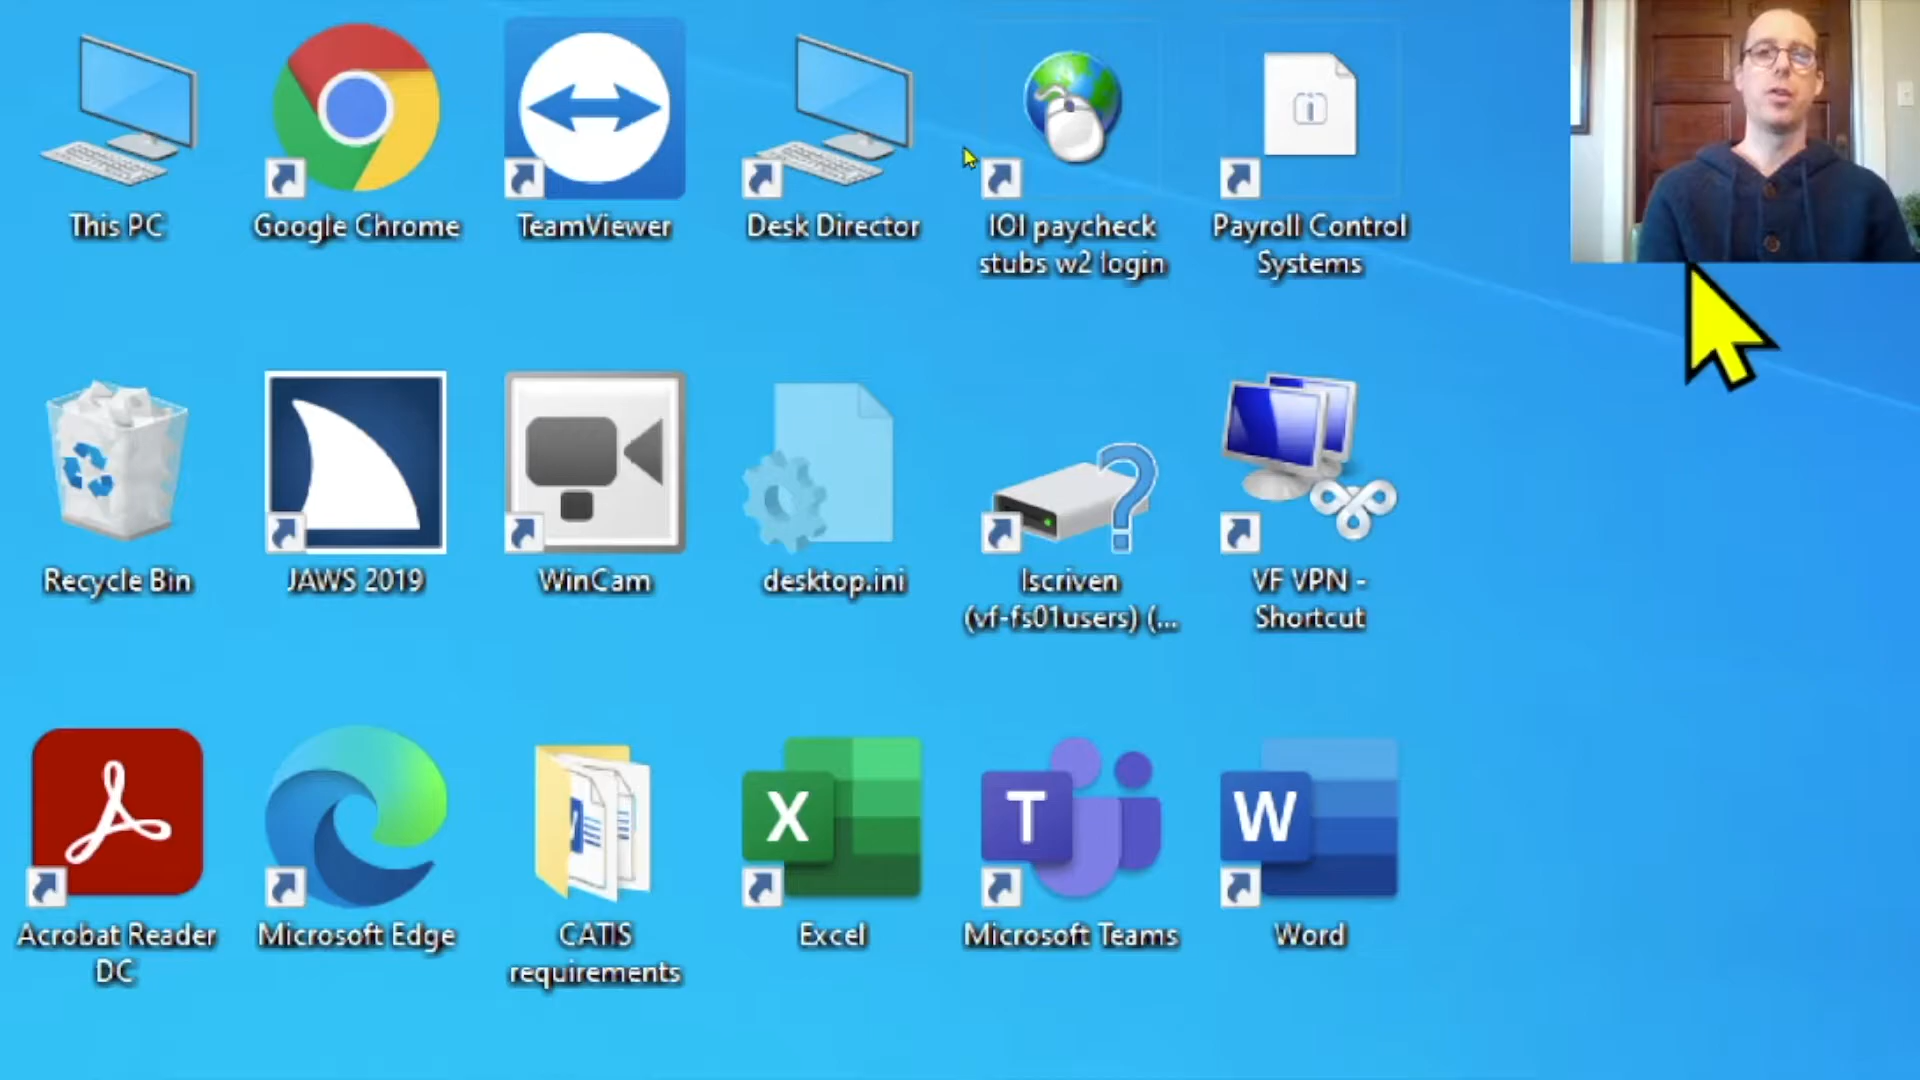 This PC
Google Chrome
TeamViewer
Desk Director
IOI paycheck
stubs w2 login
Payroll Control
Systems
Recycle Bin
JAWS 2019
WinCam
desktop.ini
lscriven
(vf-fs01users) (...
VF VPN -
Shortcut
Acrobat Reader
DC
Microsoft Edge
CATIS
requirements
X
Excel
T
Microsoft Teams
W
Word